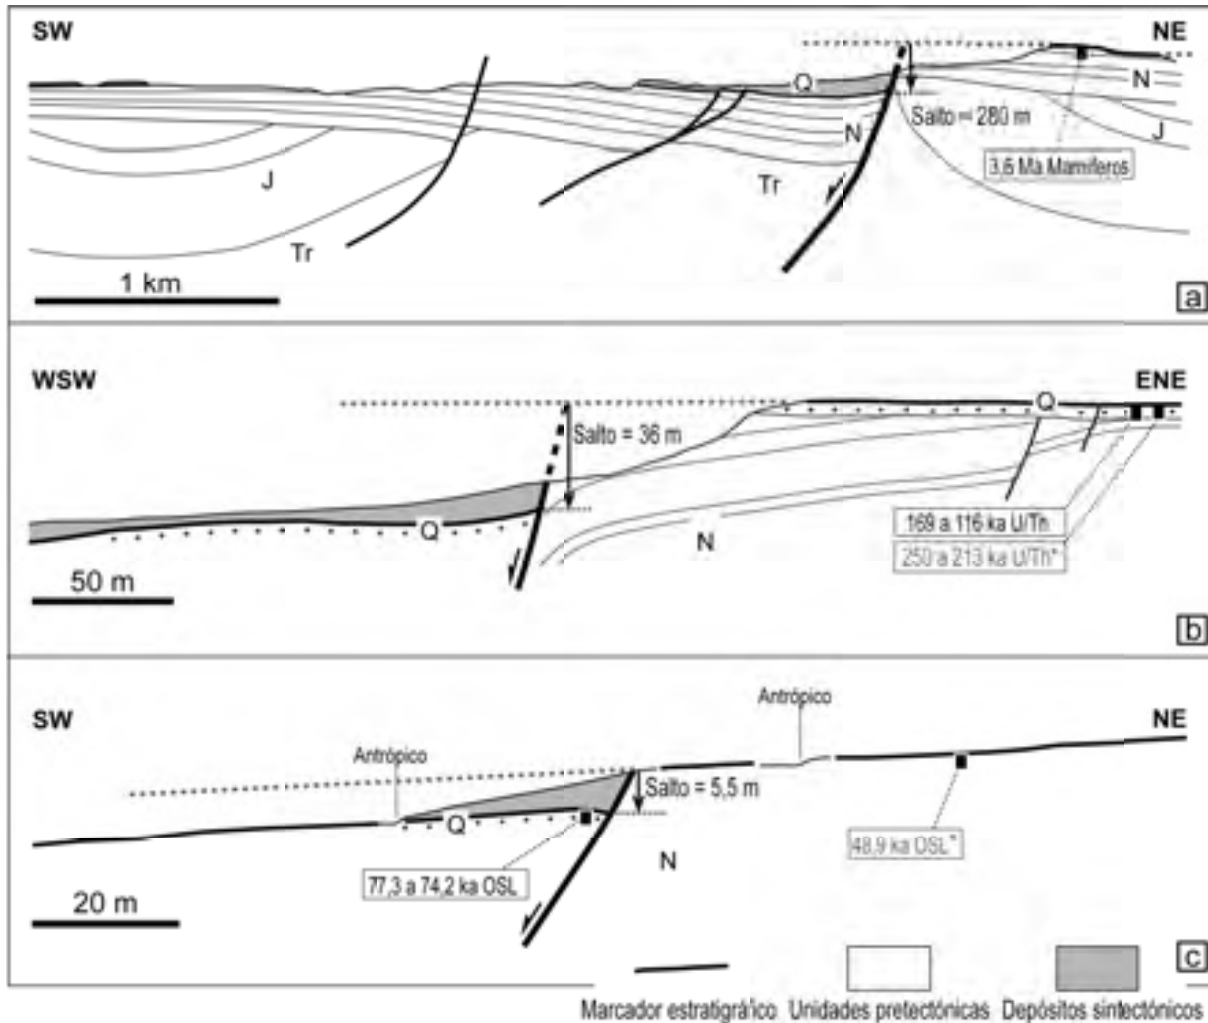 SW
NE
Q
N
Salto = 280 m
N
J
3,6 Ma Mamíferos
J
Tr
Tr
1 km
a
WSW
ENE
Q
Salto = 36 m
Q
N
169 a 116 ka U/Th
250 a 213 ka U/Th*
50 m
b
SW
Antrópico
NE
Antrópico
Salto = 5,5 m
Q
48,9 ka OSL*
N
77,3 a 74,2 ka OSL
20 m
c
Marcador estratigráfico Unidades pretectónicas Depósitos sintectónicos